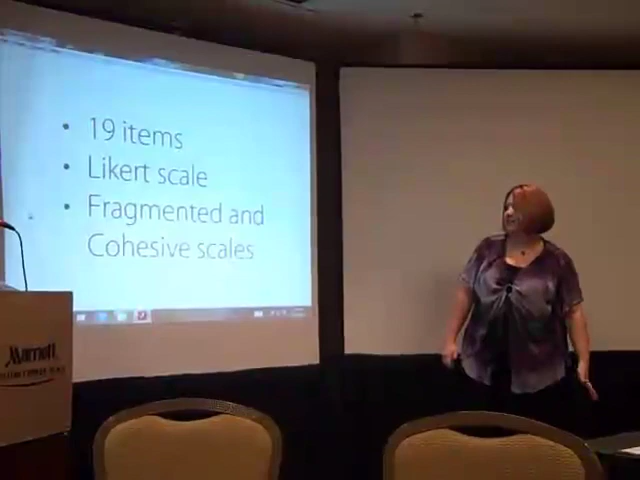 • 19 items
• Likert scale
• Fragmented and
Cohesive scales
Marriott